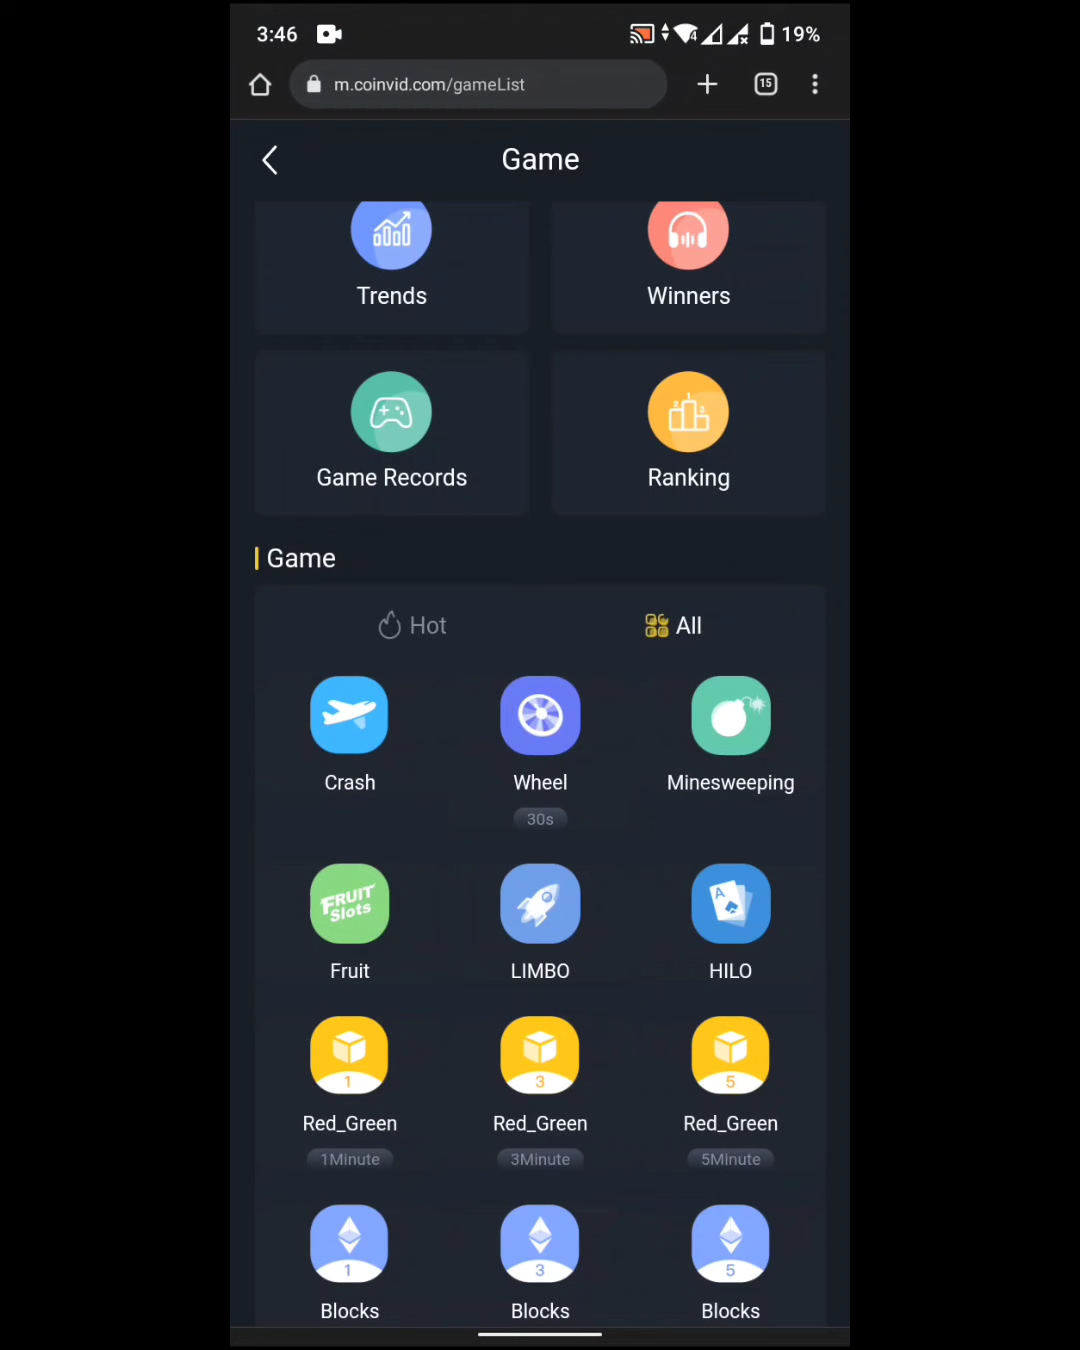 3:46 19%
m.coinvid.com/gameList 15
Game
Trends Winners
Game Records Ranking
Game
Hot All
Crash Wheel Minesweeping
30s
FRUIT
Slots
A
Fruit LIMBO HILO
1 3 5
Red_Green Red_Green Red_Green
1Minute 3Minute 5Minute
1 3 5
Blocks Blocks Blocks